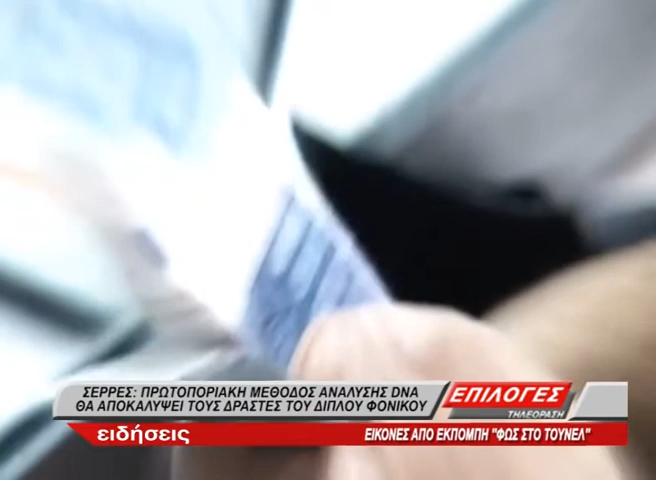 ΣΕΡΡΕΣ: ΠΡΩΤΟΠΟΡΙΑΚΗ ΜΕΘΟΔΟΣ ΑΝΑΛΥΣΗΣ DNA
ΘΑ ΑΠΟΚΑΛΥΨΕΙ ΤΟΥΣ ΔΡΑΣΤΕΣ ΤΟΥ ΔΙΠΛΟΥ ΦΟΝΙΚΟΥ
ΕΠΙΛΟΓΕΣ
ΤΗΛΕΟΡΑΣΗ
ειδήσεις
ΕΙΚΟΝΕΣ ΑΠΟ ΕΚΠΟΜΠΗ "ΦΩΣ ΣΤΟ ΤΟΥΝΕΛ"